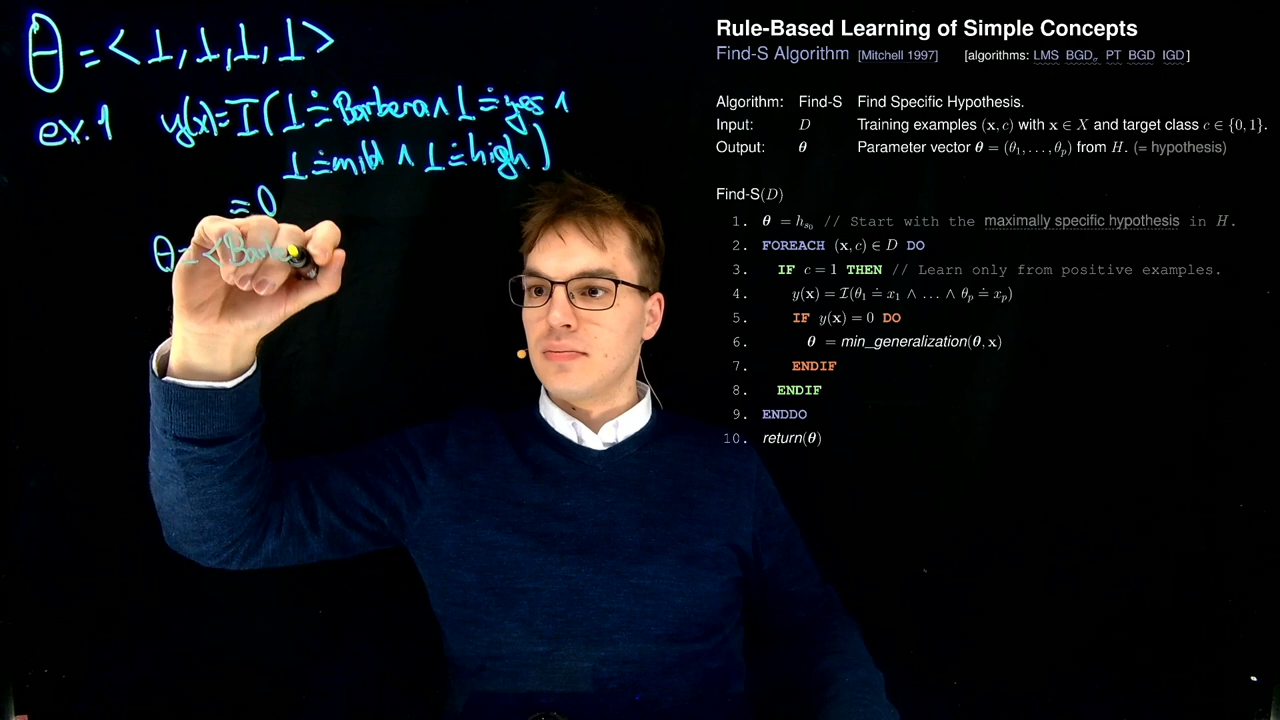 θ = <⊥, ⊥, ⊥, ⊥>
ex. 1 y(x) = I( ⊥ ≐ Barbera ∧ ⊥ ≐ yes ∧
⊥ ≐ mild ∧ ⊥ ≐ high )
= 0
θ = < Barbe
Rule-Based Learning of Simple Concepts
Find-S Algorithm [Mitchell 1997] [algorithms: LMS BGDσ PT BGD IGD]
Algorithm: Find-S Find Specific Hypothesis.
Input: D Training examples (x, c) with x ∈ X and target class c ∈ {0, 1}.
Output: θ Parameter vector θ = (θ1, . . . , θp) from H. (= hypothesis)
Find-S(D)
1. θ = hs0 // Start with the maximally specific hypothesis in H.
2. FOREACH (x, c) ∈ D DO
3. IF c = 1 THEN // Learn only from positive examples.
4. y(x) = I(θ1 ≐ x1 ∧ . . . ∧ θp ≐ xp)
5. IF y(x) = 0 DO
6. θ = min_generalization(θ, x)
7. ENDIF
8. ENDIF
9. ENDDO
10. return(θ)